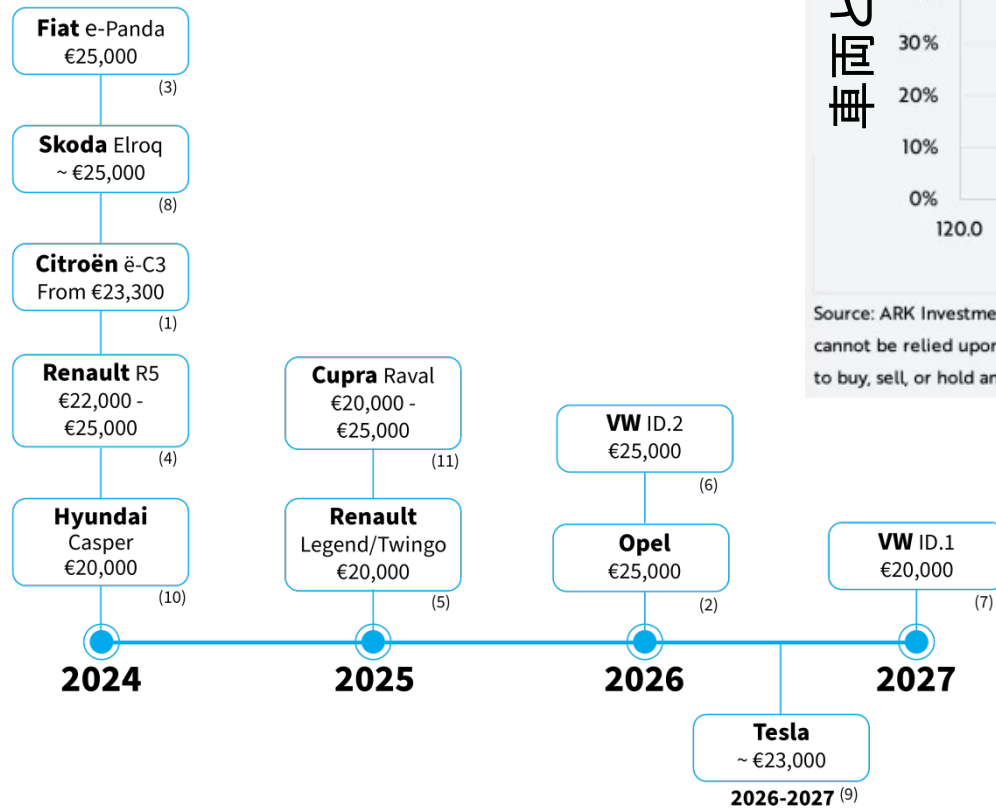 Fiat e-Panda
€25,000
(3)
Skoda Elroq
~ €25,000
(8)
Citroën ë-C3
From €23,300
(1)
Renault R5
€22,000 -
€25,000
(4)
Hyundai
Casper
€20,000
(10)
Cupra Raval
€20,000 -
€25,000
(11)
Renault
Legend/Twingo
€20,000
(5)
VW ID.2
€25,000
(6)
Opel
€25,000
(2)
VW ID.1
€20,000
(7)
2024
2025
2026
2027
Tesla
~ €23,000
2026-2027 (9)
車両
30%
20%
10%
0%
120.0
Source: ARK Investme
cannot be relied upon
to buy, sell, or hold an